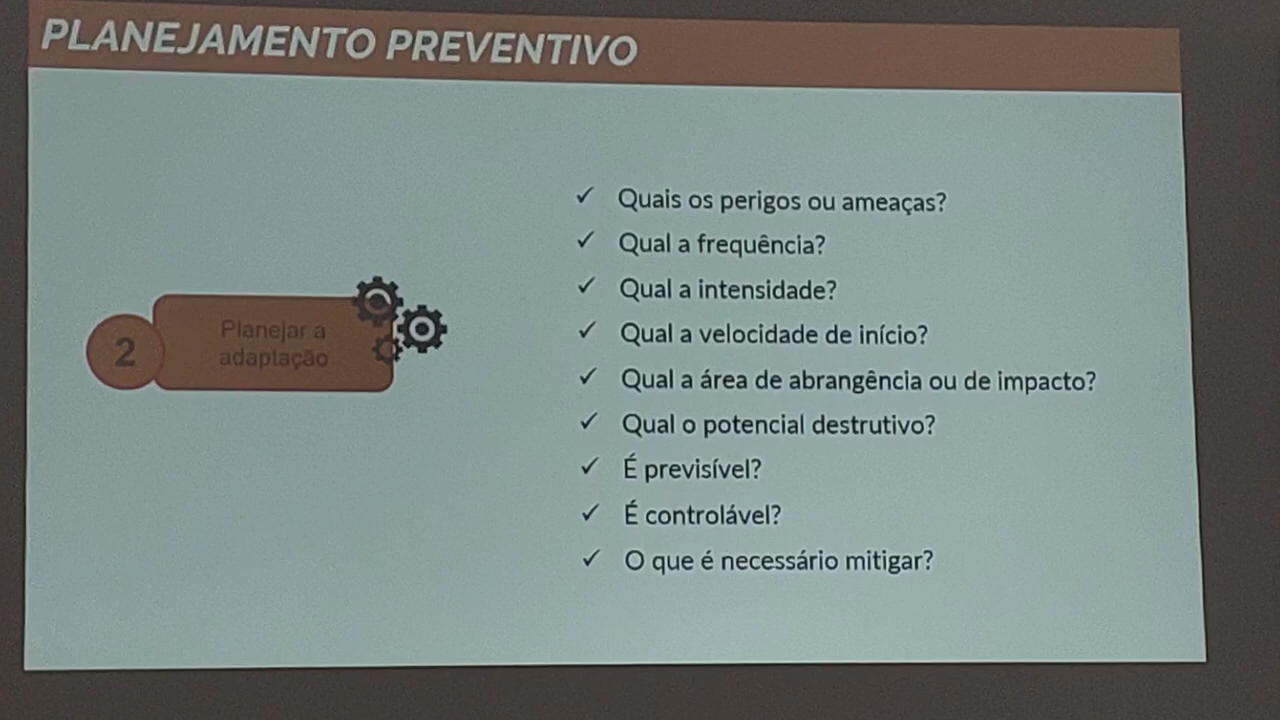 PLANEJAMENTO PREVENTIVO
2
Planejar a
adaptação
✓ Quais os perigos ou ameaças?
✓ Qual a frequência?
✓ Qual a intensidade?
✓ Qual a velocidade de início?
✓ Qual a área de abrangência ou de impacto?
✓ Qual o potencial destrutivo?
✓ É previsível?
✓ É controlável?
✓ O que é necessário mitigar?